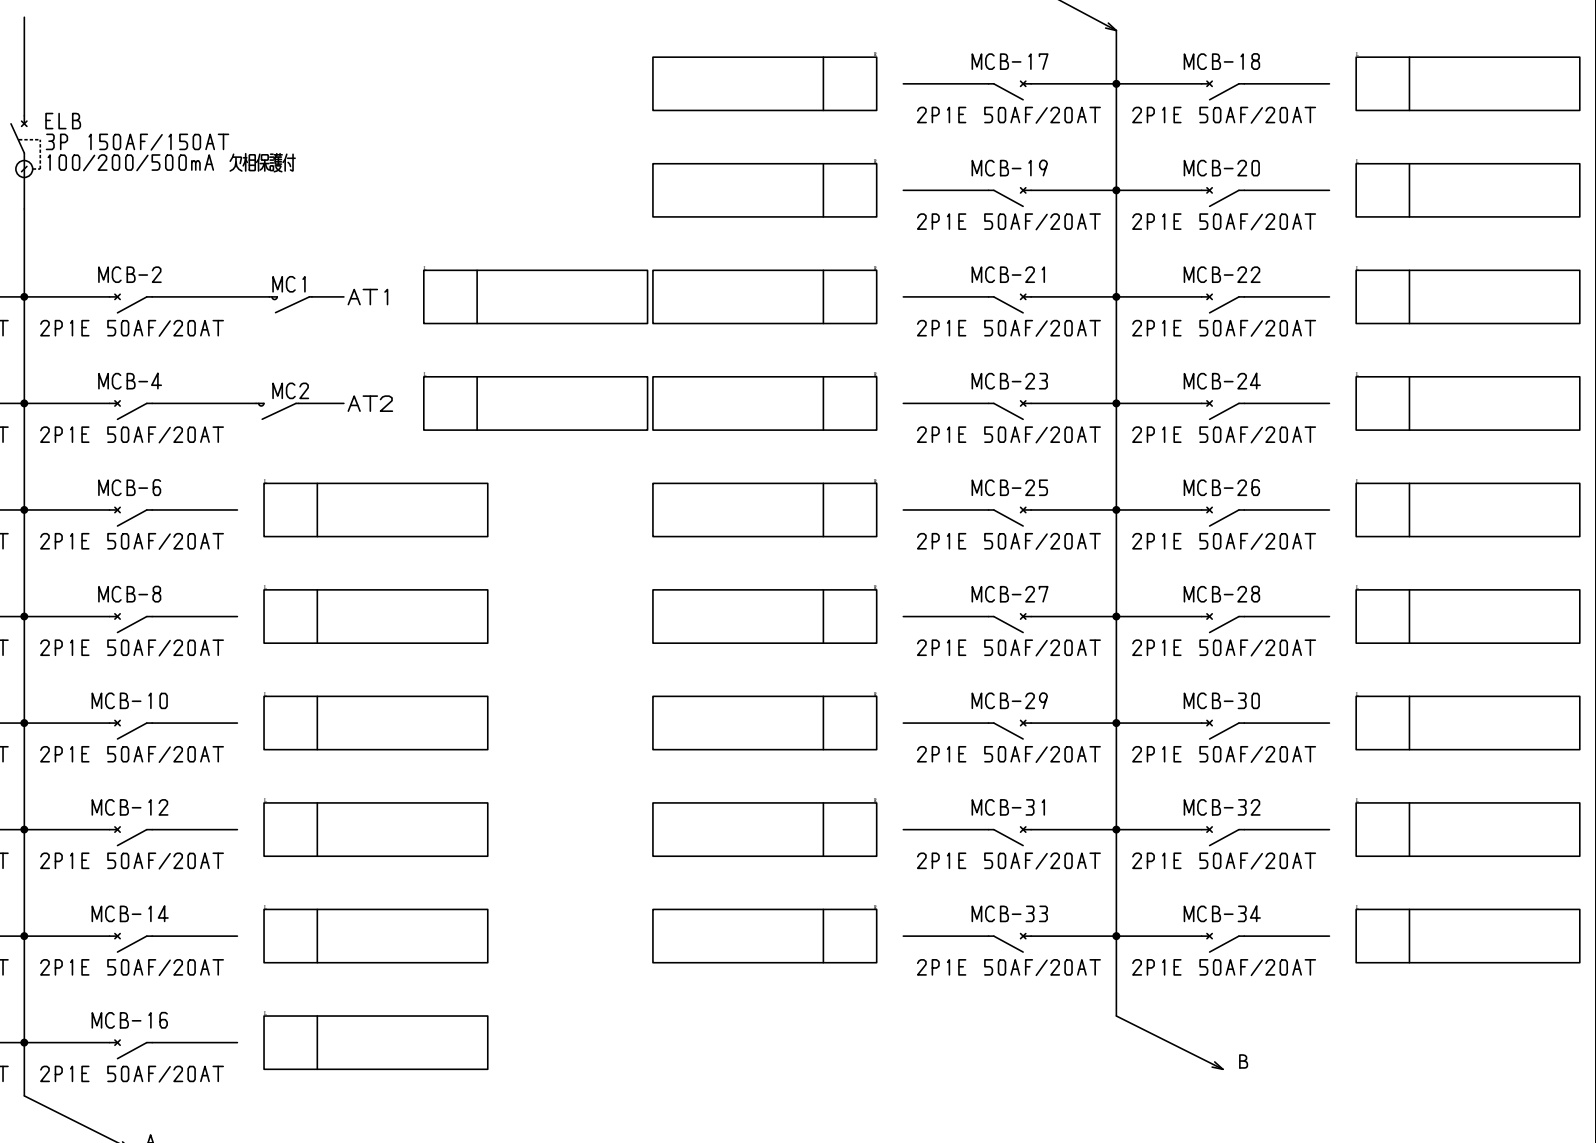 ELB
3P 150AF/150AT
100/200/500mA 欠相保護付
MCB-2
MC1
AT1
T 2P1E 50AF/20AT
MCB-4
MC2
AT2
T 2P1E 50AF/20AT
MCB-6
T 2P1E 50AF/20AT
MCB-8
T 2P1E 50AF/20AT
MCB-10
T 2P1E 50AF/20AT
MCB-12
T 2P1E 50AF/20AT
MCB-14
T 2P1E 50AF/20AT
MCB-16
T 2P1E 50AF/20AT
A
MCB-17 MCB-18
2P1E 50AF/20AT 2P1E 50AF/20AT
MCB-19 MCB-20
2P1E 50AF/20AT 2P1E 50AF/20AT
MCB-21 MCB-22
2P1E 50AF/20AT 2P1E 50AF/20AT
MCB-23 MCB-24
2P1E 50AF/20AT 2P1E 50AF/20AT
MCB-25 MCB-26
2P1E 50AF/20AT 2P1E 50AF/20AT
MCB-27 MCB-28
2P1E 50AF/20AT 2P1E 50AF/20AT
MCB-29 MCB-30
2P1E 50AF/20AT 2P1E 50AF/20AT
MCB-31 MCB-32
2P1E 50AF/20AT 2P1E 50AF/20AT
MCB-33 MCB-34
2P1E 50AF/20AT 2P1E 50AF/20AT
B